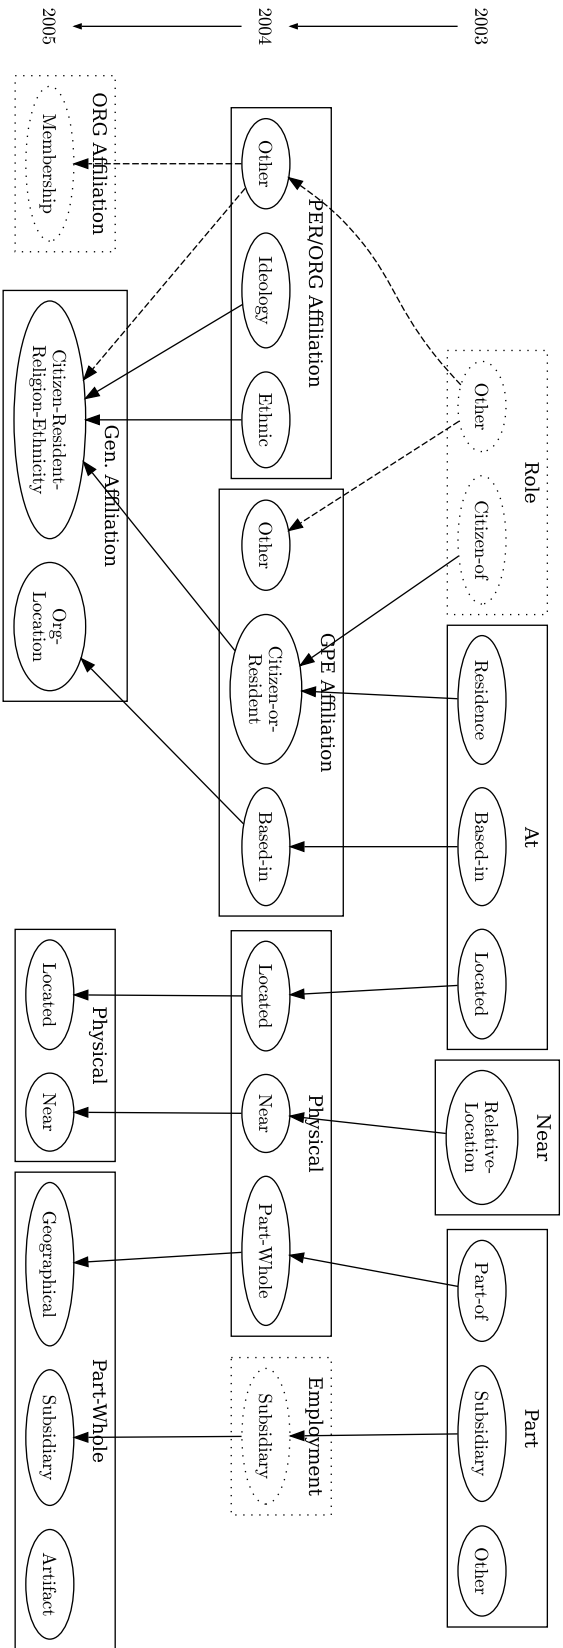 2003
2004
2005
Role
Other
Citizen-of
At
Residence
Based-in
Located
Near
Relative-
Location
Part
Part-of
Subsidiary
Other
PER/ORG Affiliation
Other
Ideology
Ethnic
GPE Affiliation
Other
Citizen-or-
Resident
Based-in
Physical
Located
Near
Part-Whole
Employment
Subsidiary
ORG Affiliation
Membership
Gen. Affiliation
Citizen-Resident-
Religion-Ethnicity
Org-
Location
Physical
Located
Near
Part-Whole
Geographical
Subsidiary
Artifact